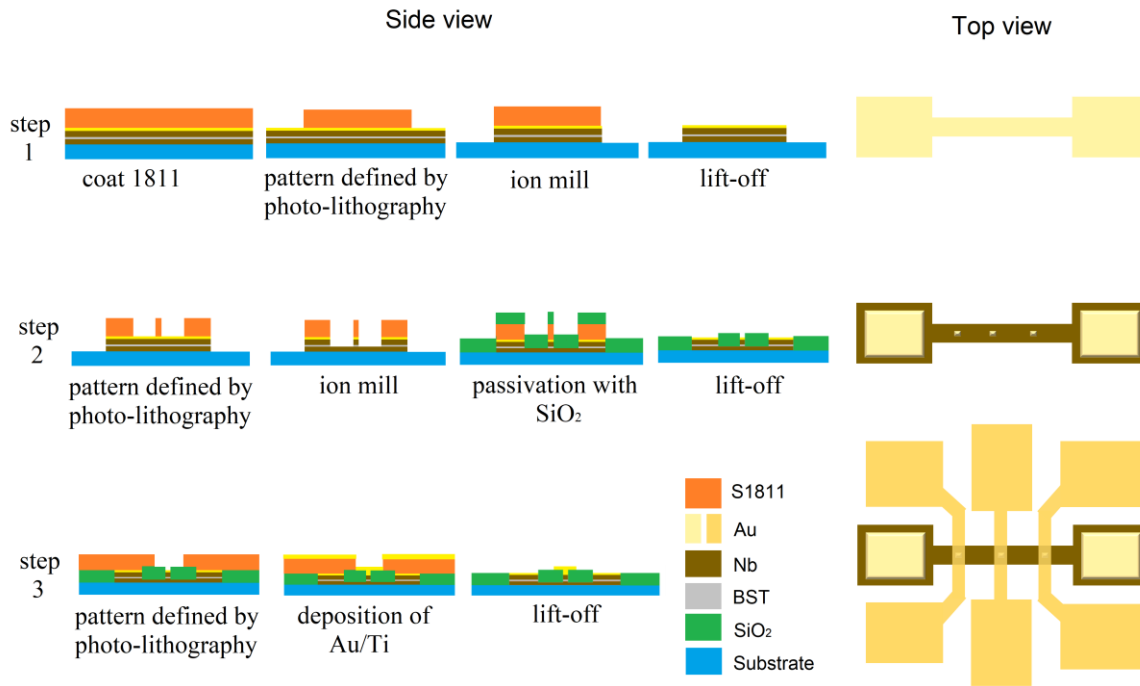 Side view
Top view
step
1
coat 1811
pattern defined by
photo-lithography
ion mill
lift-off
step
2
pattern defined by
photo-lithography
ion mill
passivation with
SiO₂
lift-off
step
3
pattern defined by
photo-lithography
deposition of
Au/Ti
lift-off
S1811
Au
Nb
BST
SiO₂
Substrate